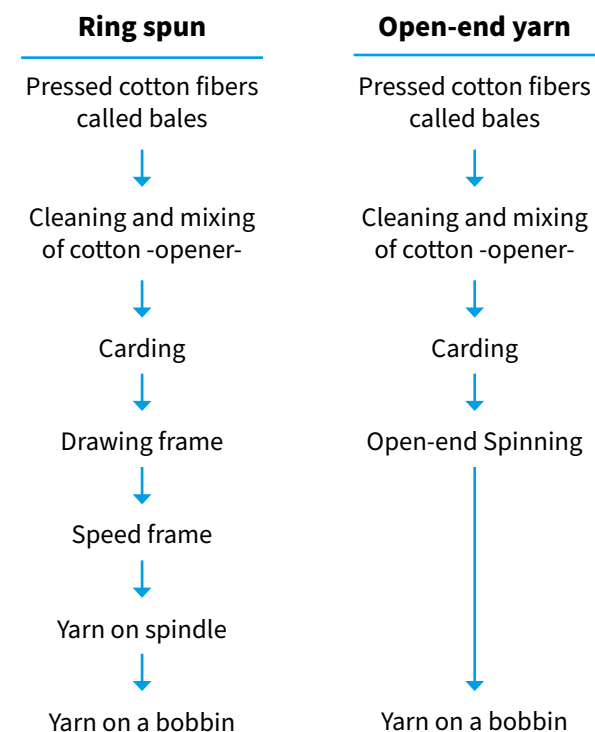 Ring spun
Pressed cotton fibers
called bales
Cleaning and mixing
of cotton -opener-
Carding
Drawing frame
Speed frame
Yarn on spindle
Yarn on a bobbin
Open-end yarn
Pressed cotton fibers
called bales
Cleaning and mixing
of cotton -opener-
Carding
Open-end Spinning
Yarn on a bobbin